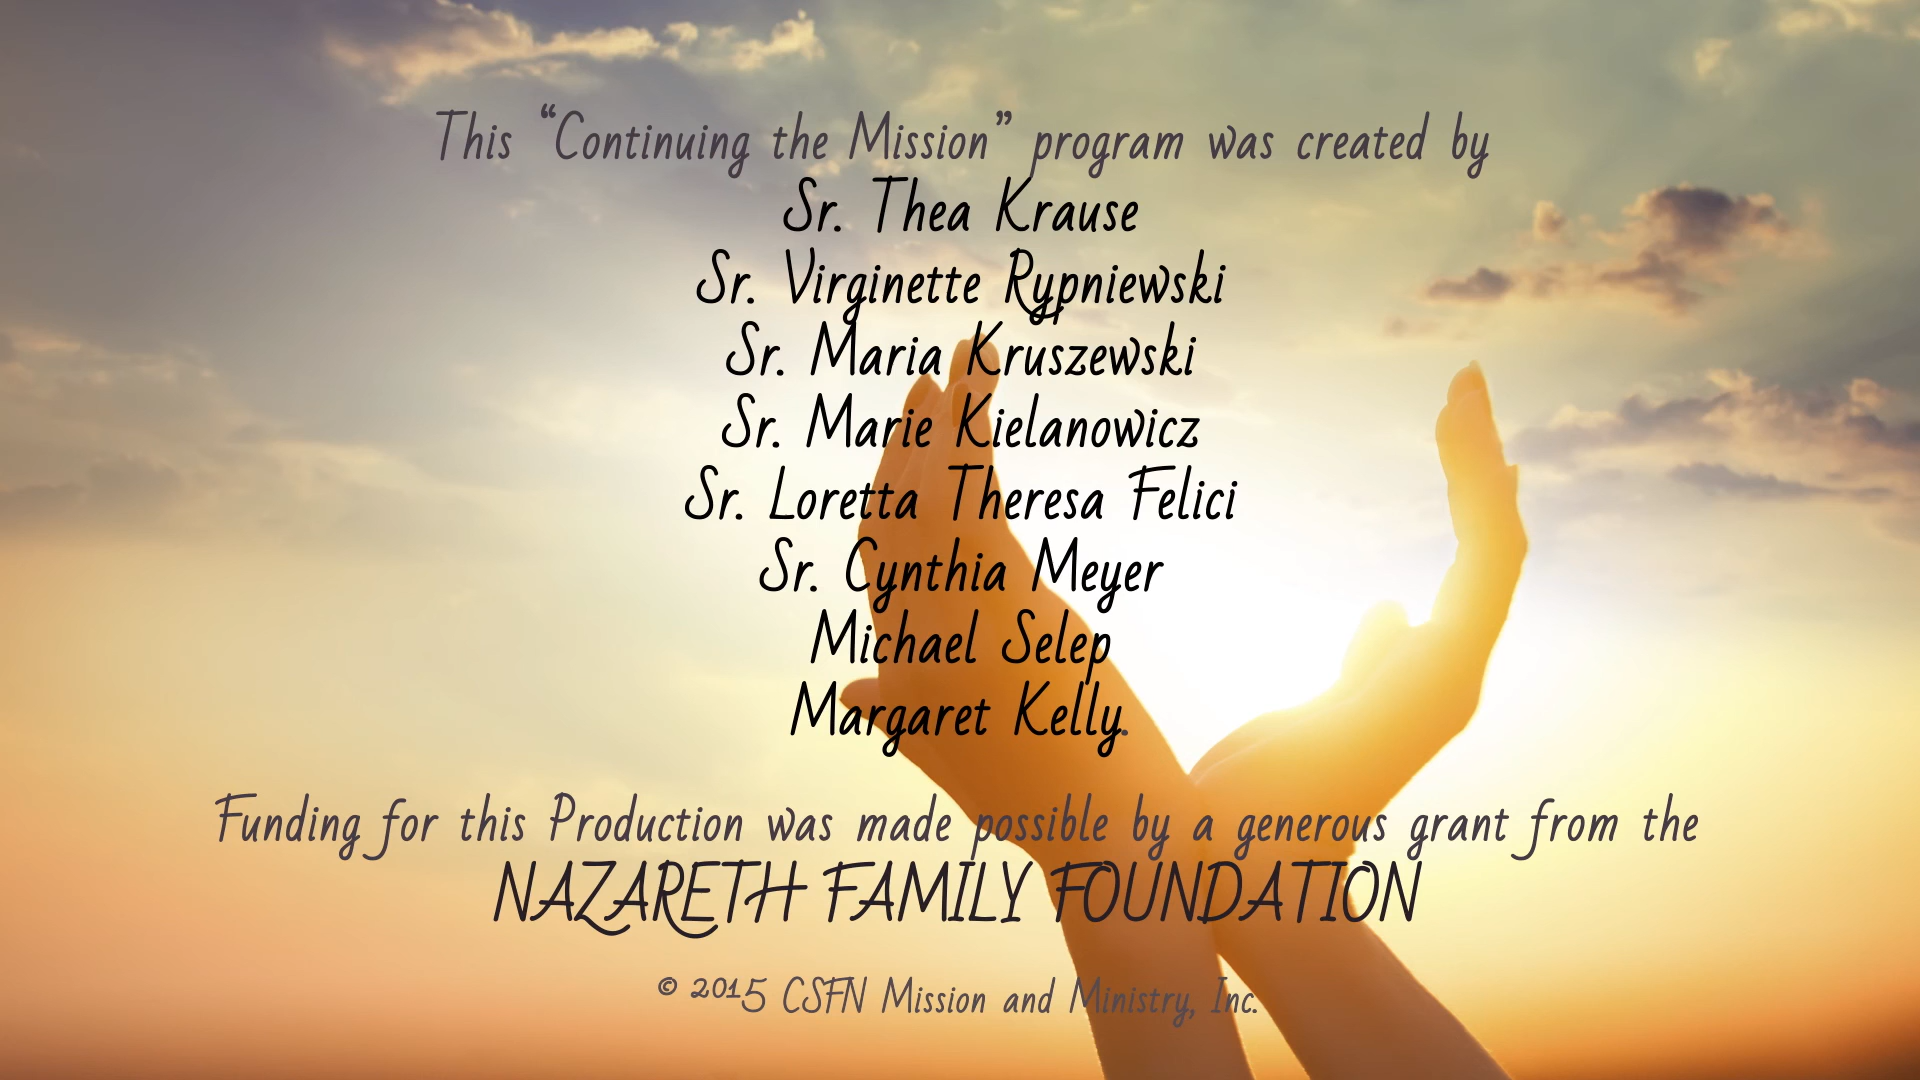 This “Continuing the Mission” program was created by
Sr. Thea Krause
Sr. Virginette Rypniewski
Sr. Maria Kruszewski
Sr. Marie Kielanowicz
Sr. Loretta Theresa Felici
Sr. Cynthia Meyer
Michael Selep
Margaret Kelly.
Funding for this Production was made possible by a generous grant from the
NAZARETH FAMILY FOUNDATION
© 2015 CSFN Mission and Ministry, Inc.